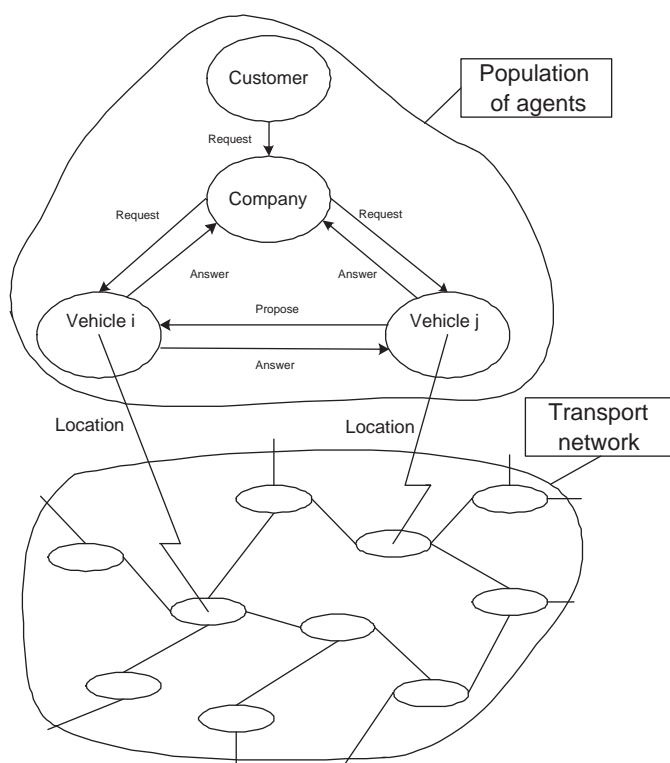 Customer
Population
of agents
Request
Company
Request
Request
Answer
Answer
Vehicle i
Propose
Vehicle j
Answer
Location
Location
Transport
network